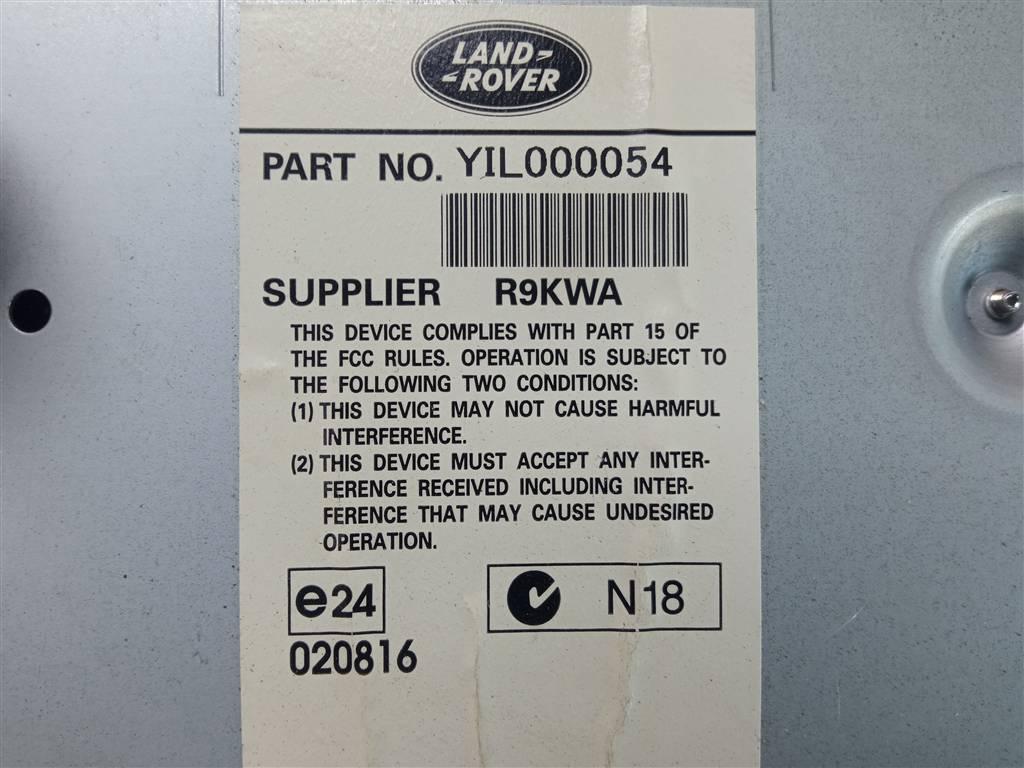 LAND
ROVER
PART NO. YIL000054
SUPPLIER R9KWA
THIS DEVICE COMPLIES WITH PART 15 OF
THE FCC RULES. OPERATION IS SUBJECT TO
THE FOLLOWING TWO CONDITIONS:
(1) THIS DEVICE MAY NOT CAUSE HARMFUL
INTERFERENCE.
(2) THIS DEVICE MUST ACCEPT ANY INTER-
FERENCE RECEIVED INCLUDING INTER-
FERENCE THAT MAY CAUSE UNDESIRED
OPERATION.
e24 N18
020816